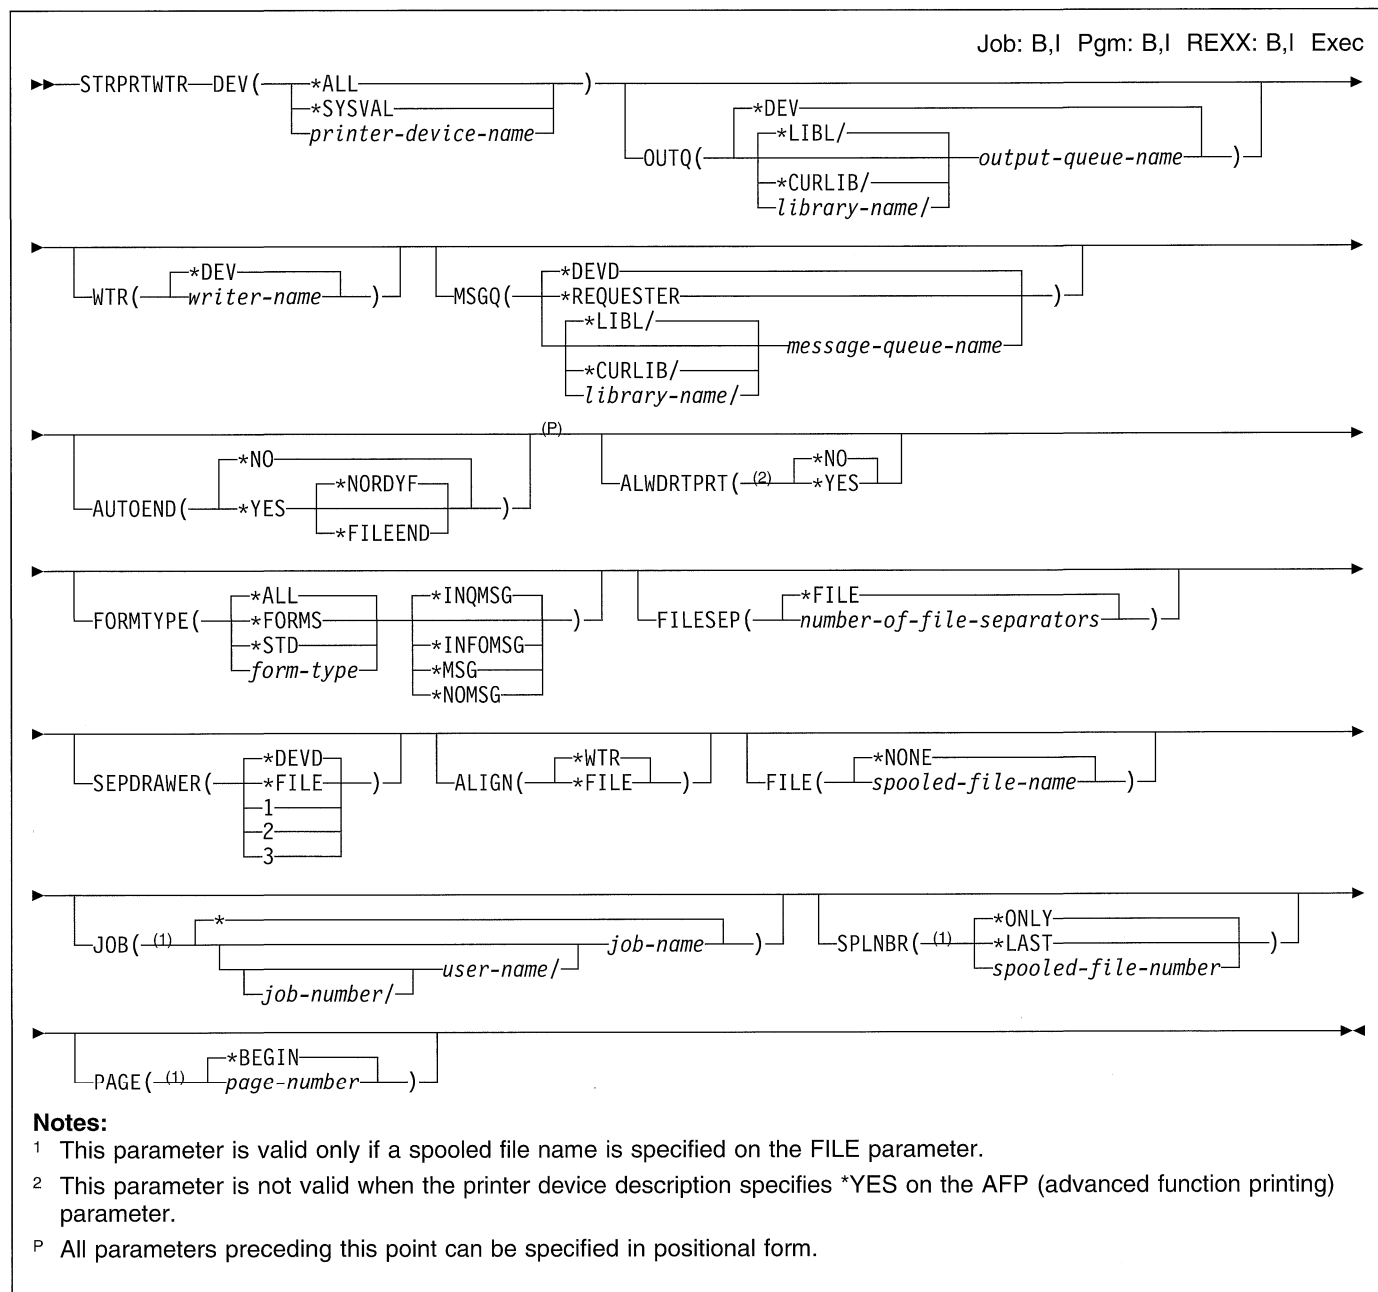 Job: B,I Pgm: B,I REXX: B,I Exec
STRPRTWTR DEV( *ALL )
*SYSVAL
printer-device-name
*DEV
*LIBL/
OUTQ( output-queue-name )
*CURLIB/
library-name/
*DEV
WTR( writer-name )
*DEVD
MSGQ( *REQUESTER )
*LIBL/
message-queue-name
*CURLIB/
library-name/
(P)
*NO
*NORDYF
AUTOEND( *YES )
*FILEEND
*NO
ALWDRTPRT( (2) *YES )
*ALL *INQMSG
FORMTYPE( *FORMS )
*STD *INFOMSG
form-type *MSG
*NOMSG
*FILE
FILESEP( number-of-file-separators )
*DEVD
SEPDRAWER( *FILE )
1
2
3
*WTR
ALIGN( *FILE )
*NONE
FILE( spooled-file-name )
*
JOB( (1) job-name )
user-name/
job-number/
*ONLY
SPLNBR( (1) *LAST )
spooled-file-number
*BEGIN
PAGE( (1) page-number )
Notes:
1 This parameter is valid only if a spooled file name is specified on the FILE parameter.
2 This parameter is not valid when the printer device description specifies *YES on the AFP (advanced function printing)
parameter.
P All parameters preceding this point can be specified in positional form.